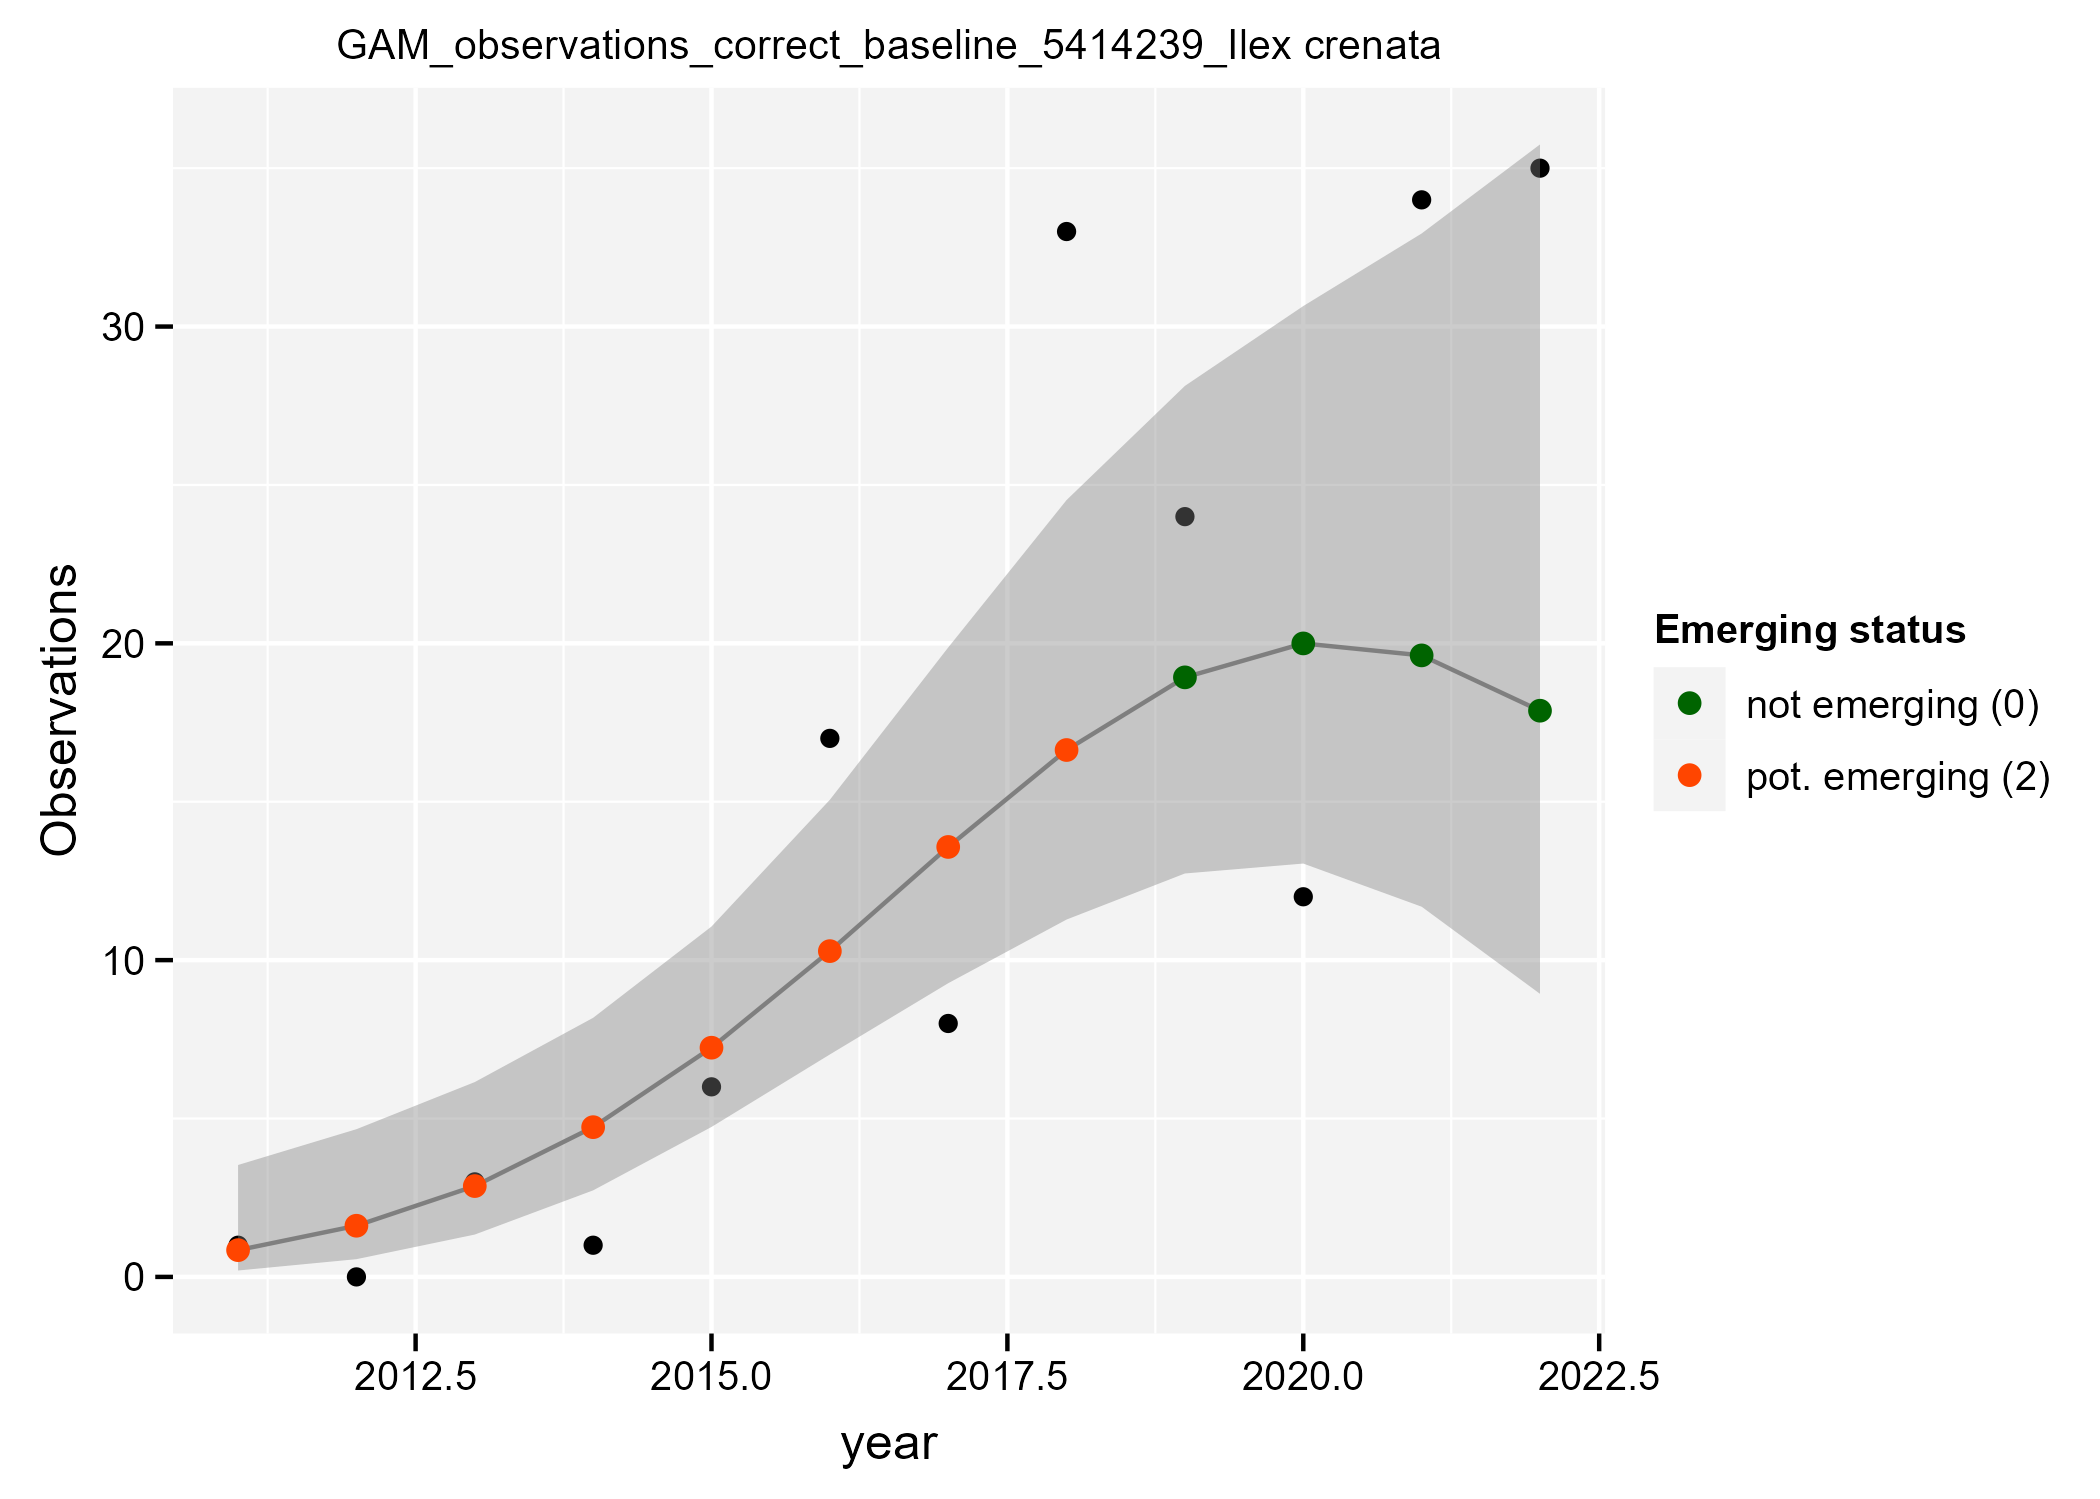 GAM_observations_correct_baseline_5414239_Ilex crenata
Observations
30
20
10
0
2012.5
2015.0
2017.5
2020.0
2022.5
year
Emerging status
not emerging (0)
pot. emerging (2)